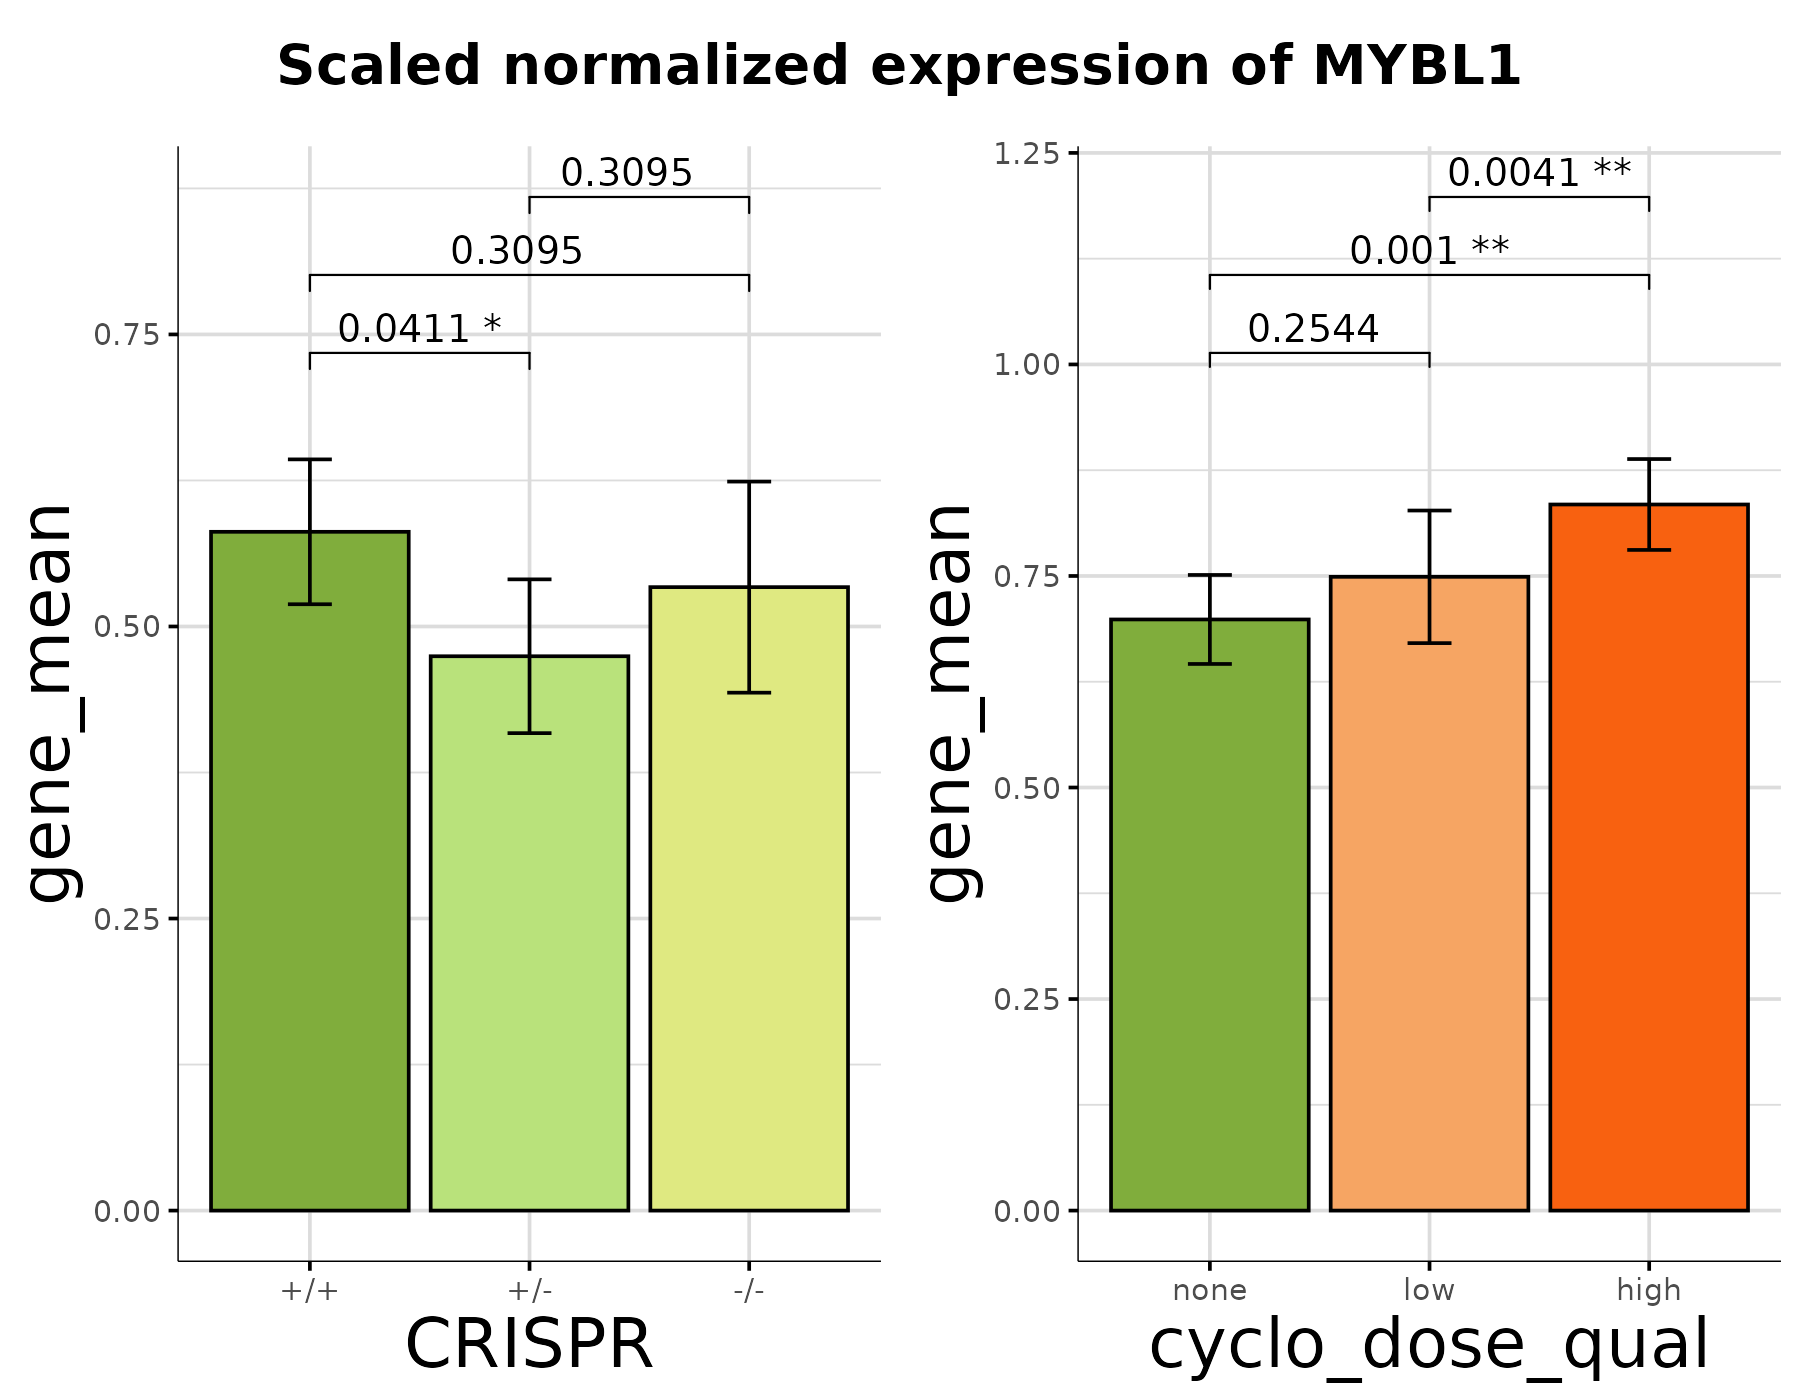 Scaled normalized expression of MYBL1
gene_mean
0.75
0.50
0.25
0.00
0.3095
0.3095
0.0411 *
+/+
+/-
-/-
CRISPR
gene_mean
1.25
1.00
0.75
0.50
0.25
0.00
0.0041 **
0.001 **
0.2544
none
low
high
cyclo_dose_qual